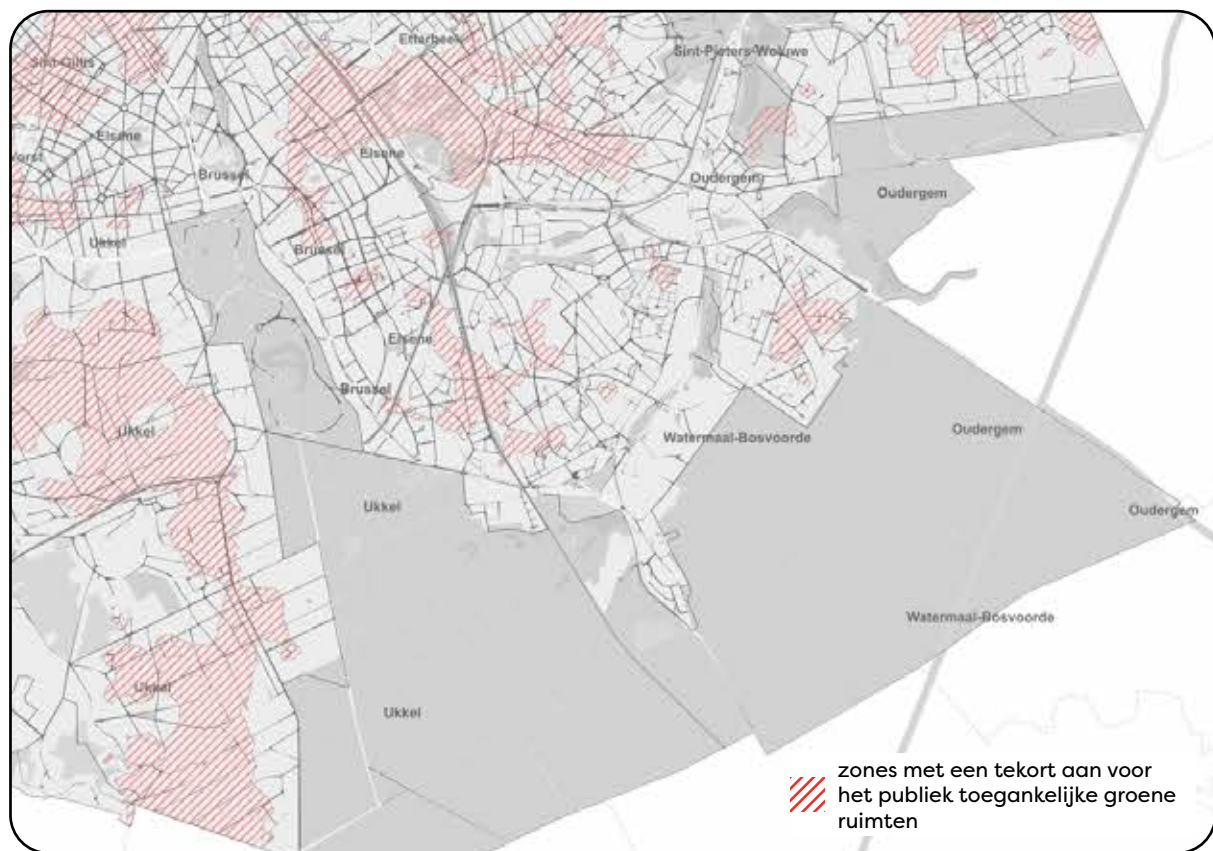 Etterbeek
Sint-Pieters-Woluwe
Sint-Gillis
Elsene
Vorst
Elsene
Brussel
Oudergem
Oudergem
Ukkel
Brussel
Elsene
Brussel
Ukkel
Watermaal-Bosvoorde
Oudergem
Ukkel
Oudergem
Watermaal-Bosvoorde
Ukkel
Ukkel
zones met een tekort aan voor
het publiek toegankelijke groene
ruimten